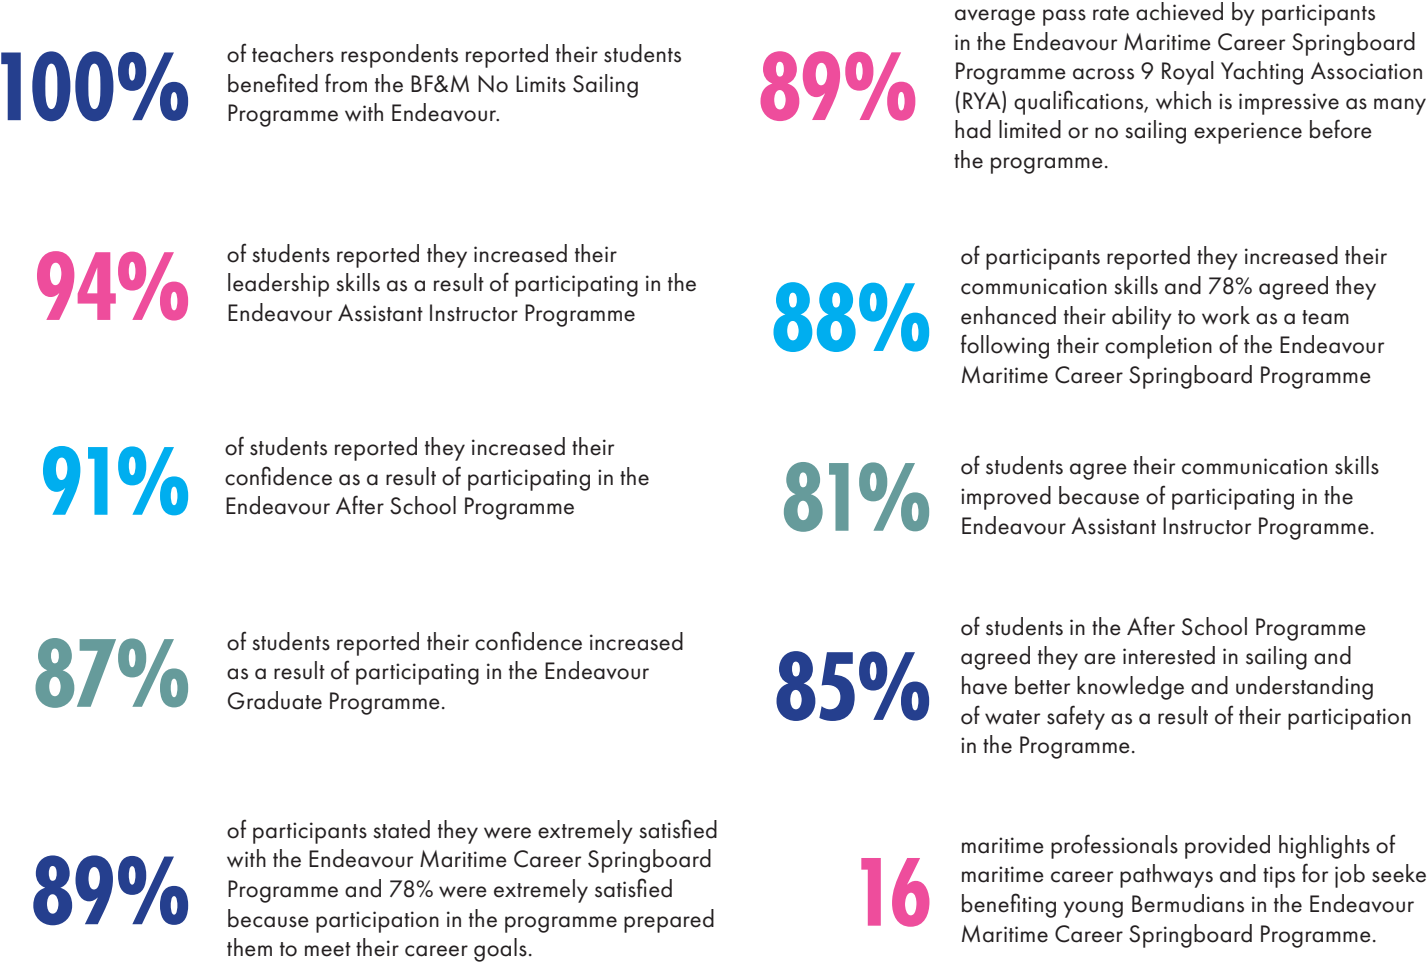 100%
of teachers respondents reported their students
benefited from the BF&M No Limits Sailing
Programme with Endeavour.
94%
of students reported they increased their
leadership skills as a result of participating in the
Endeavour Assistant Instructor Programme
91%
of students reported they increased their
confidence as a result of participating in the
Endeavour After School Programme
87%
of students reported their confidence increased
as a result of participating in the Endeavour
Graduate Programme.
89%
of participants stated they were extremely satisfied
with the Endeavour Maritime Career Springboard
Programme and 78% were extremely satisfied
because participation in the programme prepared
them to meet their career goals.
89%
average pass rate achieved by participants
in the Endeavour Maritime Career Springboard
Programme across 9 Royal Yachting Association
(RYA) qualifications, which is impressive as many
had limited or no sailing experience before
the programme.
88%
of participants reported they increased their
communication skills and 78% agreed they
enhanced their ability to work as a team
following their completion of the Endeavour
Maritime Career Springboard Programme
81%
of students agree their communication skills
improved because of participating in the
Endeavour Assistant Instructor Programme.
85%
of students in the After School Programme
agreed they are interested in sailing and
have better knowledge and understanding
of water safety as a result of their participation
in the Programme.
16
maritime professionals provided highlights of
maritime career pathways and tips for job seeke
benefiting young Bermudians in the Endeavour
Maritime Career Springboard Programme.